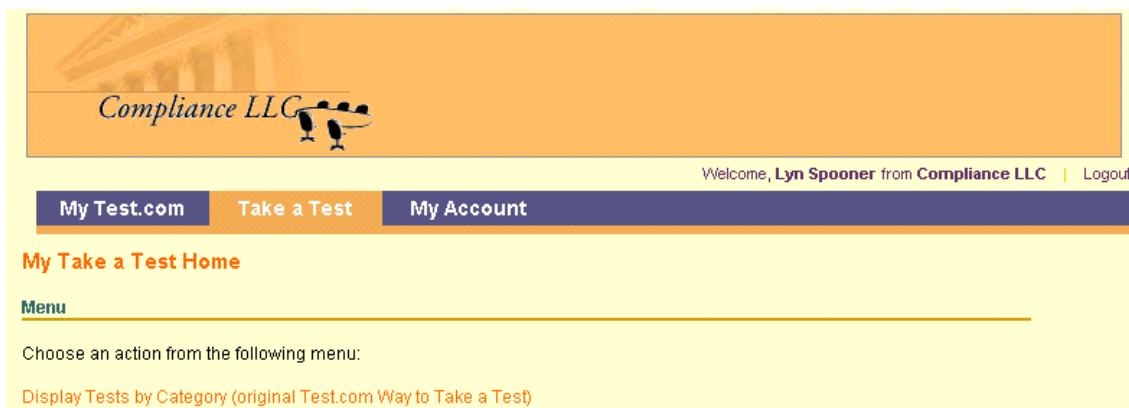 Compliance LLC
Welcome, Lyn Spooner from Compliance LLC | Logout
My Test.com Take a Test My Account
My Take a Test Home
Menu
Choose an action from the following menu:
Display Tests by Category (original Test.com Way to Take a Test)